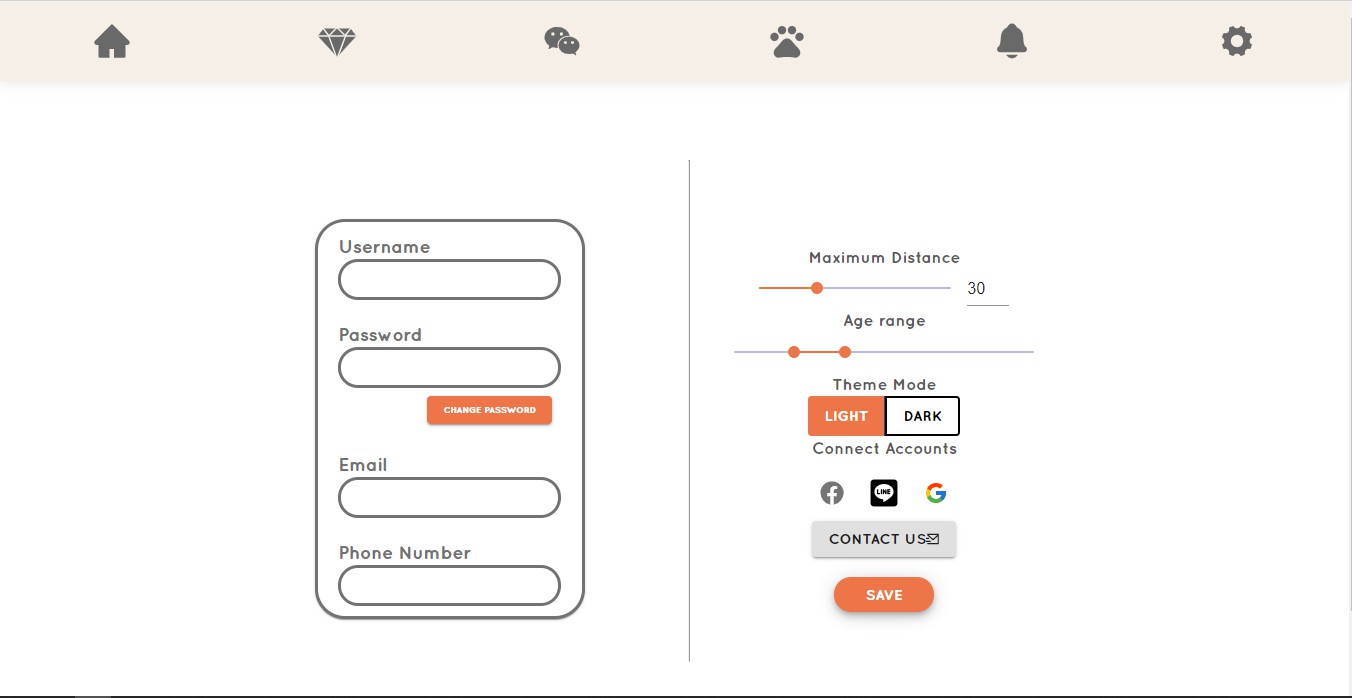 Username
Password
CHANGE PASSWORD
Email
Phone Number
Maximum Distance
30
Age range
Theme Mode
LIGHT DARK
Connect Accounts
LINE
CONTACT US
SAVE